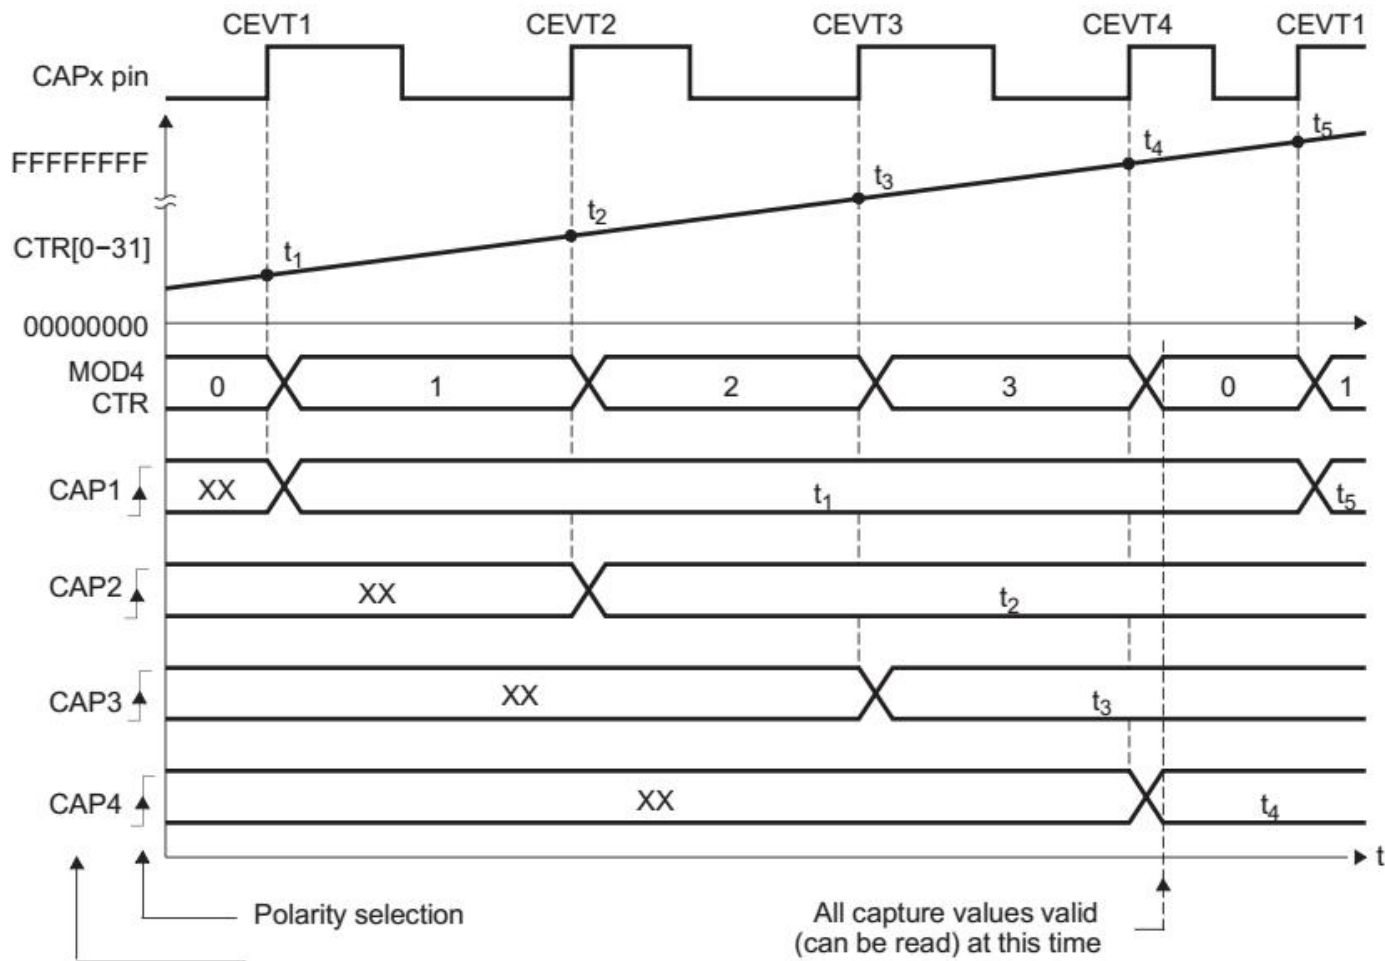 CEVT1 CEVT2 CEVT3 CEVT4 CEVT1
CAPx pin
FFFFFFFF
t5
t4
t3
t2
CTR[0−31]
t1
00000000
MOD4
CTR
0 1 2 3 0 1
CAP1 XX t1 t5
CAP2 XX t2
CAP3 XX t3
CAP4 XX t4
t
Polarity selection
All capture values valid
(can be read) at this time